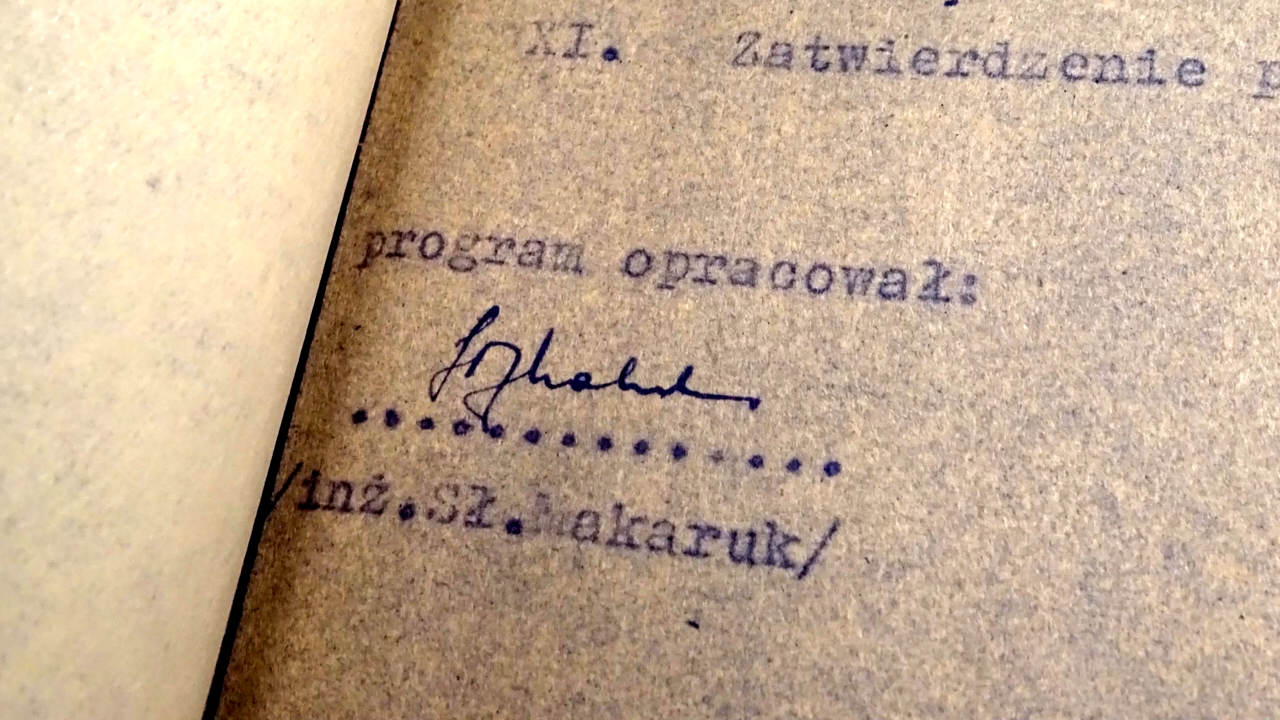 XI. Zatwierdzenie
program opracował:
..............
/inż.Sł.Makaruk/